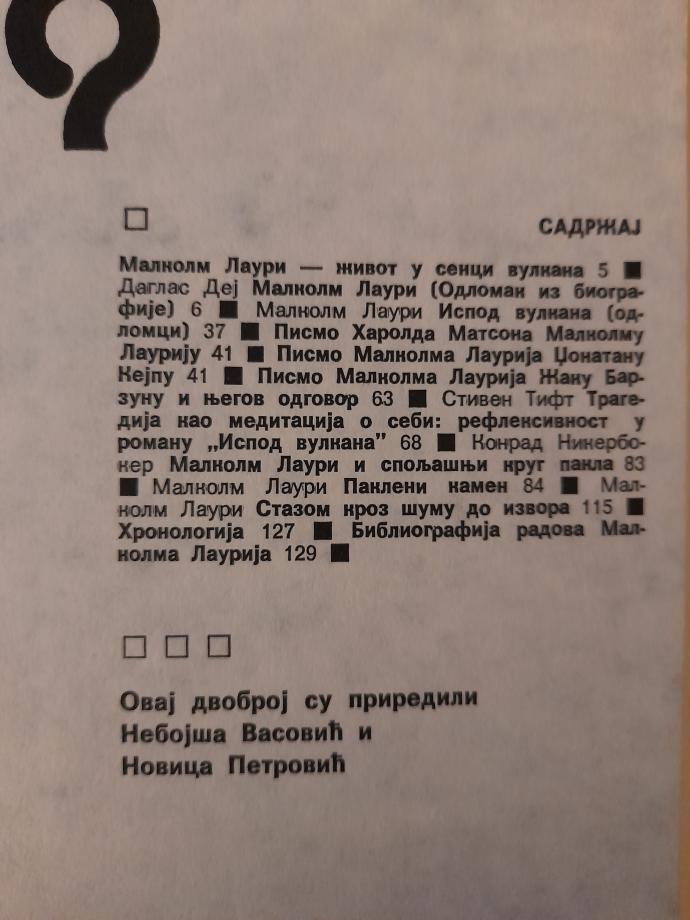 САДРЖАЈ
Малколм Лаури — живот у сенци вулкана 5 ■
Даглас Деј Малколм Лаури (Одломак из биогра-
фије) 6 ■ Малколм Лаури Испод вулкана (од-
ломци) 37 ■ Писмо Харолда Матсона Малколму
Лаурију 41 ■ Писмо Малколма Лаурија Џонатану
Кејпу 41 ■ Писмо Малколма Лаурија Жаку Бар-
зуну и његов одговор 63 ■ Стивен Тифт Траге-
дија као медитација о себи: рефлексивност у
роману „Испод вулкана” 68 ■ Конрад Никербо-
кер Малколм Лаури и спољашњи круг пакла 83
■ Малколм Лаури Паклени камен 84 ■ Мал-
колм Лаури Стазом кроз шуму до извора 115 ■
Хронологија 127 ■ Библиографија радова Мал-
колма Лаурија 129 ■
Овај двоброј су приредили
Небојша Васовић и
Новица Петровић